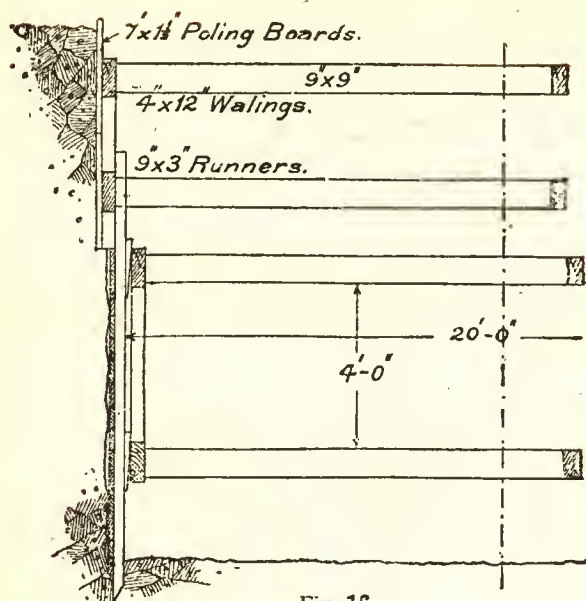 7'x1½" Poling Boards.
9"x9"
4"x12" Walings.
9"x3" Runners.
20'-0"
4'-0"